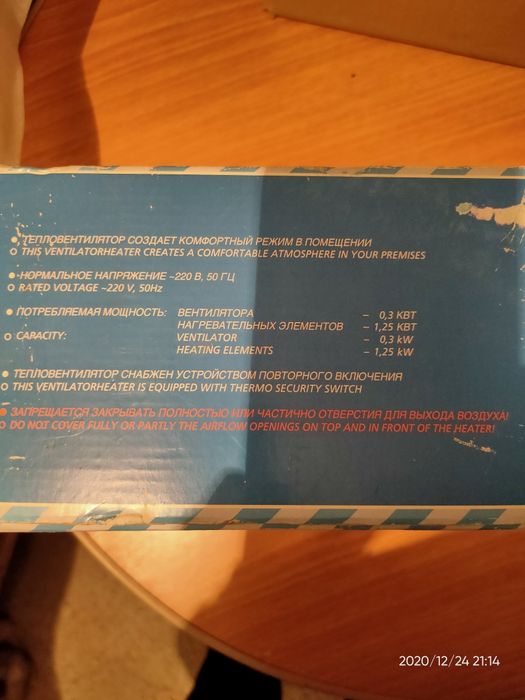 ● ТЕПЛОВЕНТИЛЯТОР СОЗДАЕТ КОМФОРТНЫЙ РЕЖИМ В ПОМЕЩЕНИИ
○ THIS VENTILATORHEATER CREATES A COMFORTABLE ATMOSPHERE IN YOUR PREMISES
● НОРМАЛЬНОЕ НАПРЯЖЕНИЕ ~220 В, 50 ГЦ
○ RATED VOLTAGE ~220 V, 50Hz
● ПОТРЕБЛЯЕМАЯ МОЩНОСТЬ: ВЕНТИЛЯТОРА – 0,3 КВТ
НАГРЕВАТЕЛЬНЫХ ЭЛЕМЕНТОВ – 1,25 КВТ
○ CAPACITY: VENTILATOR – 0,3 kW
HEATING ELEMENTS – 1,25 kW
● ТЕПЛОВЕНТИЛЯТОР СНАБЖЕН УСТРОЙСТВОМ ПОВТОРНОГО ВКЛЮЧЕНИЯ
○ THIS VENTILATORHEATER IS EQUIPPED WITH THERMO SECURITY SWITCH
● ЗАПРЕЩАЕТСЯ ЗАКРЫВАТЬ ПОЛНОСТЬЮ ИЛИ ЧАСТИЧНО ОТВЕРСТИЯ ДЛЯ ВЫХОДА ВОЗДУХА!
○ DO NOT COVER FULLY OR PARTLY THE AIRFLOW OPENINGS ON TOP AND IN FRONT OF THE HEATER!
2020/12/24 21:14